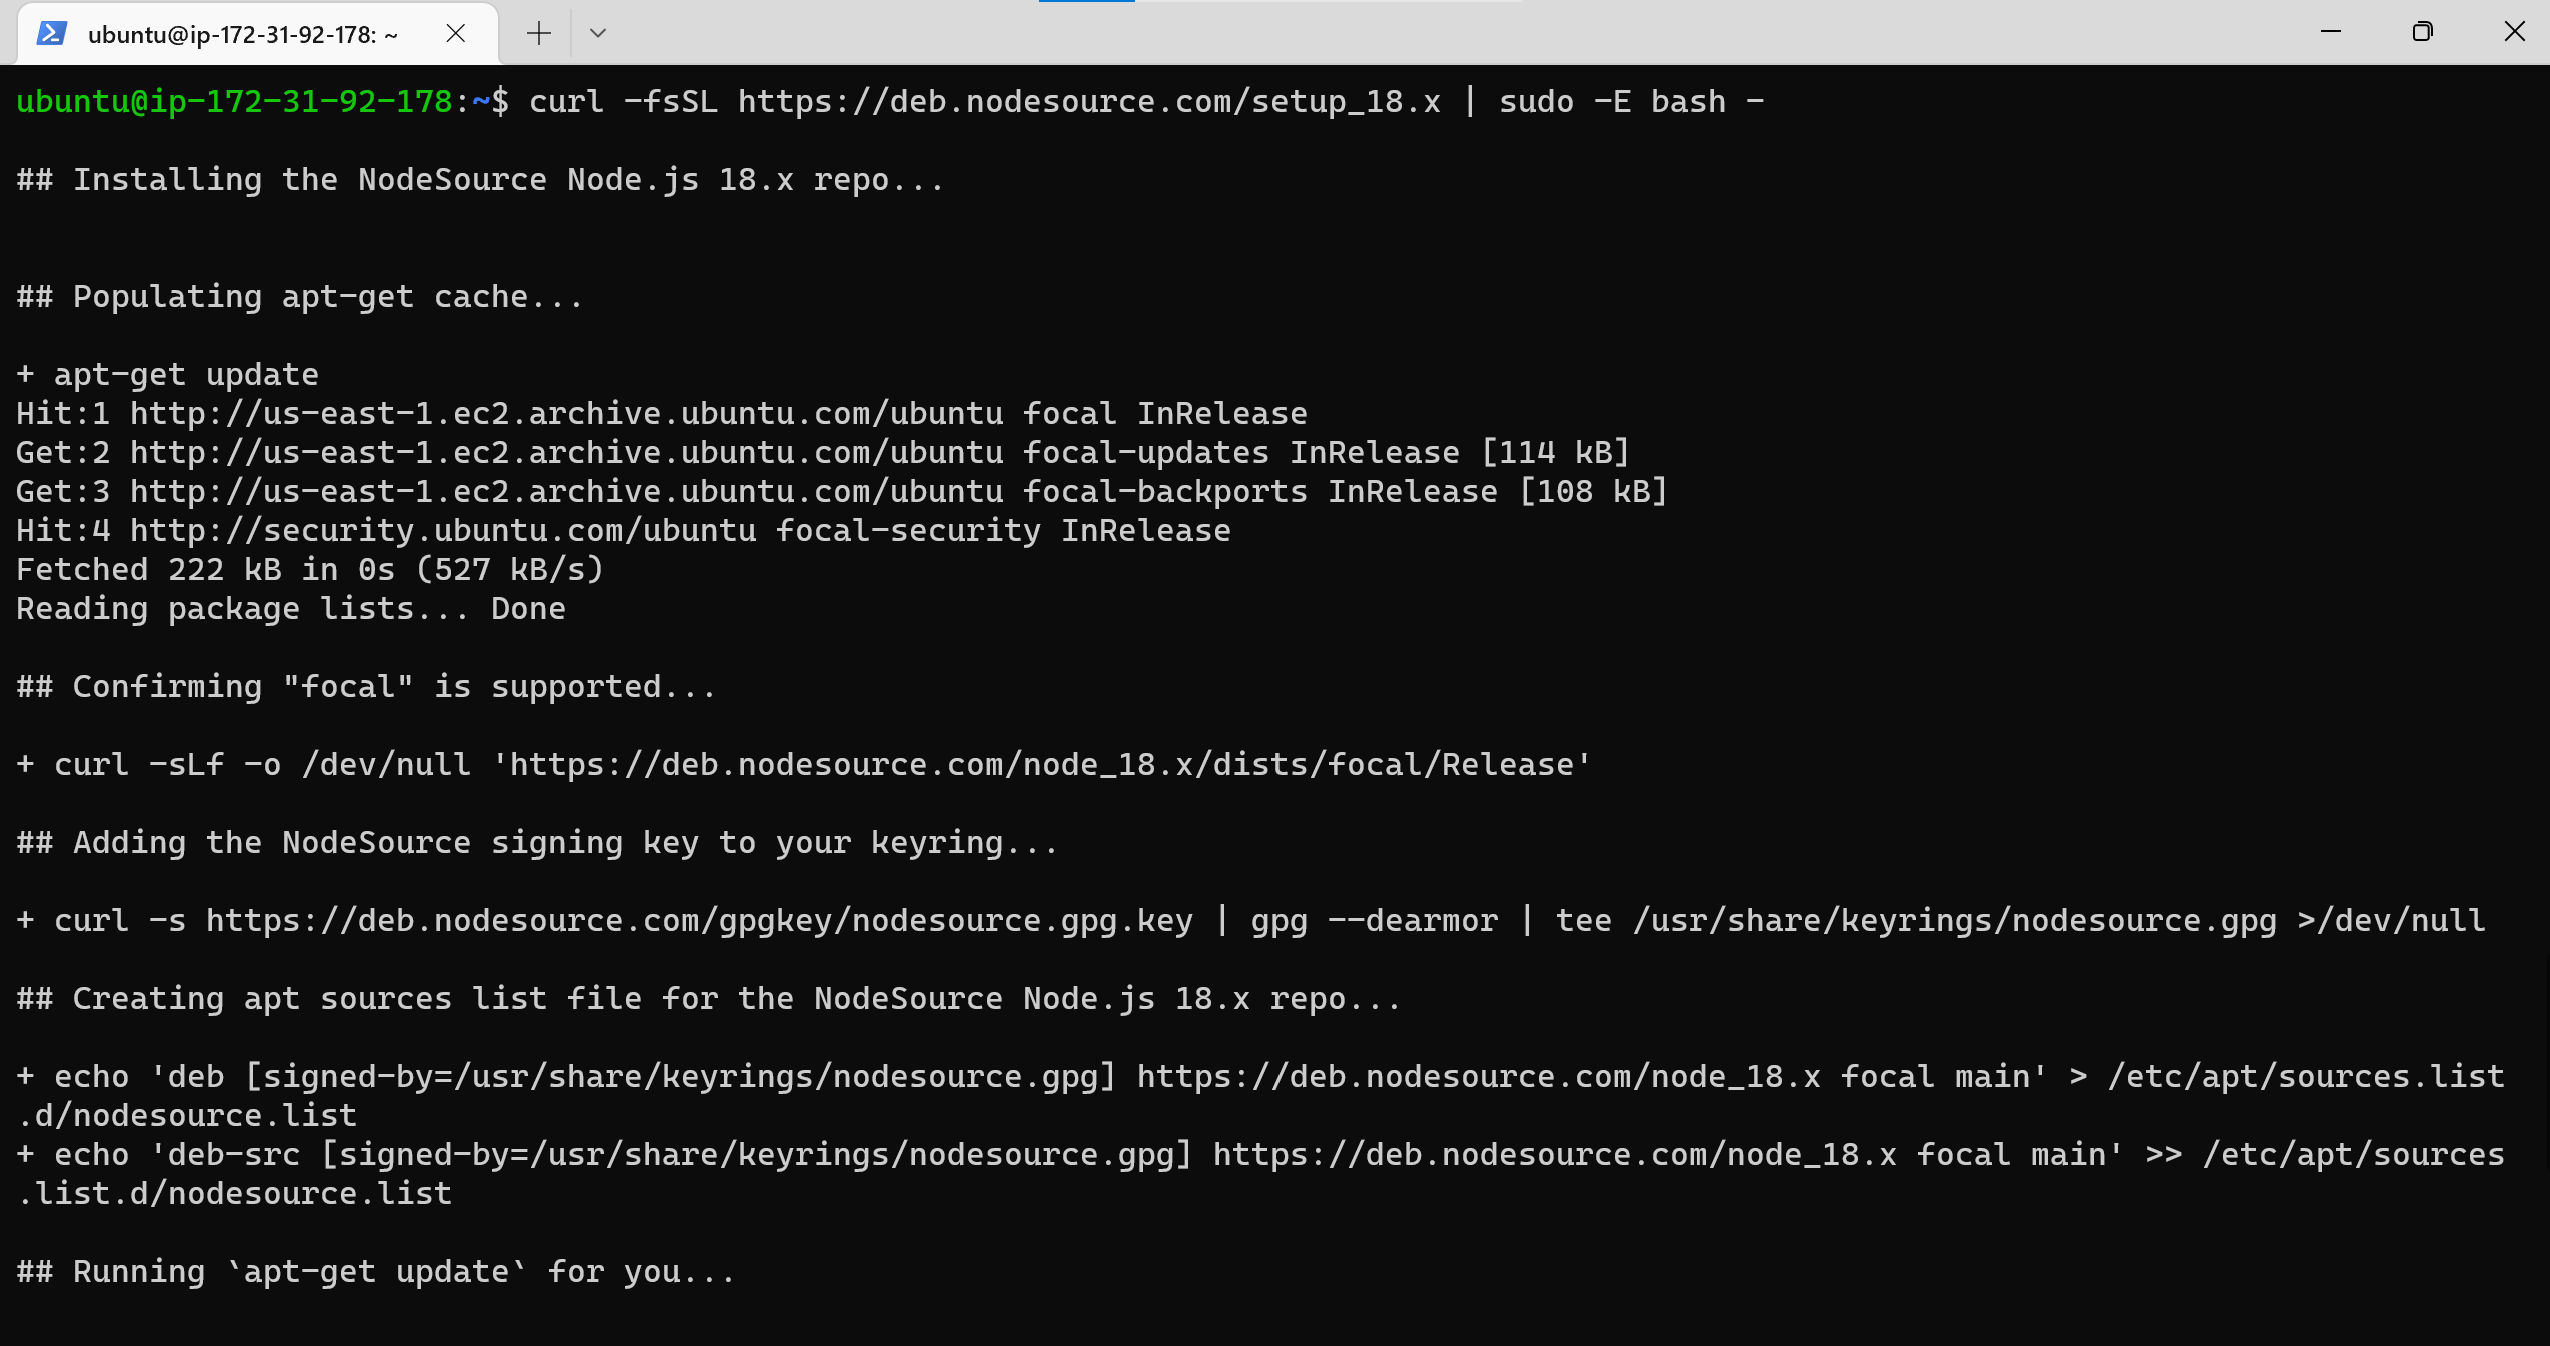 ubuntu@ip-172-31-92-178: ~
ubuntu@ip-172-31-92-178:~$ curl -fsSL https://deb.nodesource.com/setup_18.x | sudo -E bash -
## Installing the NodeSource Node.js 18.x repo...
## Populating apt-get cache...
+ apt-get update
Hit:1 http://us-east-1.ec2.archive.ubuntu.com/ubuntu focal InRelease
Get:2 http://us-east-1.ec2.archive.ubuntu.com/ubuntu focal-updates InRelease [114 kB]
Get:3 http://us-east-1.ec2.archive.ubuntu.com/ubuntu focal-backports InRelease [108 kB]
Hit:4 http://security.ubuntu.com/ubuntu focal-security InRelease
Fetched 222 kB in 0s (527 kB/s)
Reading package lists... Done
## Confirming "focal" is supported...
+ curl -sLf -o /dev/null 'https://deb.nodesource.com/node_18.x/dists/focal/Release'
## Adding the NodeSource signing key to your keyring...
+ curl -s https://deb.nodesource.com/gpgkey/nodesource.gpg.key | gpg --dearmor | tee /usr/share/keyrings/nodesource.gpg >/dev/null
## Creating apt sources list file for the NodeSource Node.js 18.x repo...
+ echo 'deb [signed-by=/usr/share/keyrings/nodesource.gpg] https://deb.nodesource.com/node_18.x focal main' > /etc/apt/sources.list
.d/nodesource.list
+ echo 'deb-src [signed-by=/usr/share/keyrings/nodesource.gpg] https://deb.nodesource.com/node_18.x focal main' >> /etc/apt/sources
.list.d/nodesource.list
## Running `apt-get update` for you...